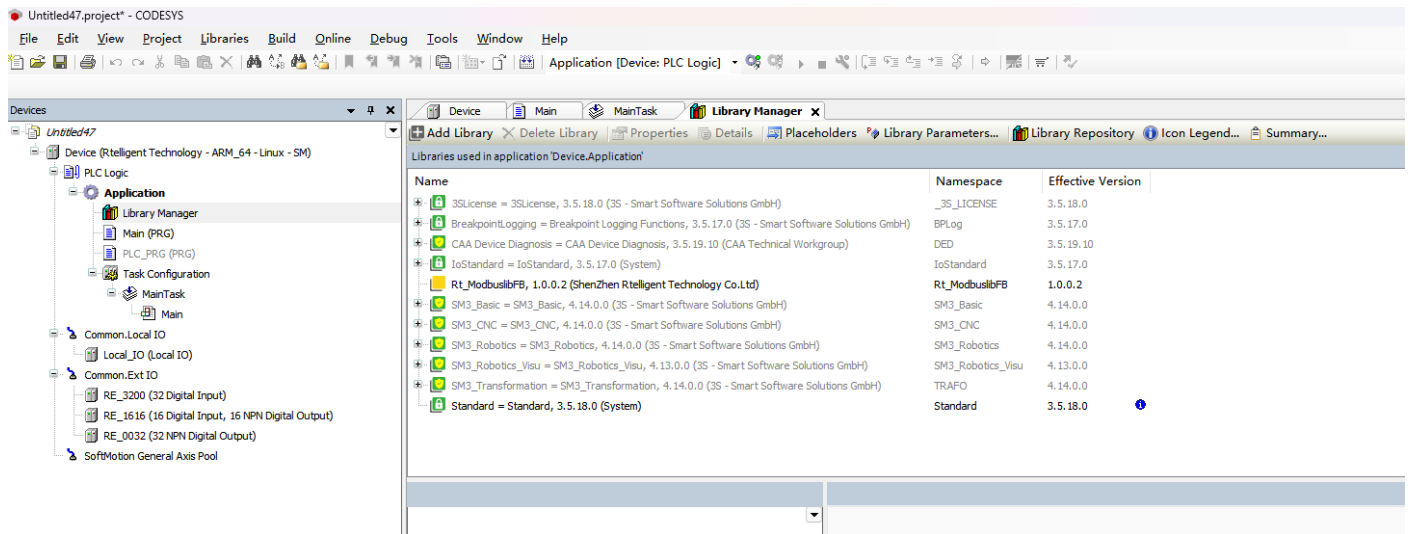 Untitled47.project* - CODESYS
File Edit View Project Libraries Build Online Debug Tools Window Help
Application [Device: PLC Logic]
Devices
Device Main MainTask Library Manager
Untitled47
Device (Rtelligent Technology - ARM_64 - Linux - SM)
PLC Logic
Application
Library Manager
Main (PRG)
PLC_PRG (PRG)
Task Configuration
MainTask
Main
Common.Local IO
Local_IO (Local IO)
Common.Ext IO
RE_3200 (32 Digital Input)
RE_1616 (16 Digital Input, 16 NPN Digital Output)
RE_0032 (32 NPN Digital Output)
SoftMotion General Axis Pool
Add Library Delete Library Properties Details Placeholders Library Parameters... Library Repository Icon Legend... Summary...
Libraries used in application 'Device.Application'
Name Namespace Effective Version
3SLicense = 3SLicense, 3.5.18.0 (3S - Smart Software Solutions GmbH) _3S_LICENSE 3.5.18.0
BreakpointLogging = Breakpoint Logging Functions, 3.5.17.0 (3S - Smart Software Solutions GmbH) BPLog 3.5.17.0
CAA Device Diagnosis = CAA Device Diagnosis, 3.5.19.10 (CAA Technical Workgroup) DED 3.5.19.10
IoStandard = IoStandard, 3.5.17.0 (System) IoStandard 3.5.17.0
Rt_ModbuslibFB, 1.0.0.2 (ShenZhen Rtelligent Technology Co.Ltd) Rt_ModbuslibFB 1.0.0.2
SM3_Basic = SM3_Basic, 4.14.0.0 (3S - Smart Software Solutions GmbH) SM3_Basic 4.14.0.0
SM3_CNC = SM3_CNC, 4.14.0.0 (3S - Smart Software Solutions GmbH) SM3_CNC 4.14.0.0
SM3_Robotics = SM3_Robotics, 4.14.0.0 (3S - Smart Software Solutions GmbH) SM3_Robotics 4.14.0.0
SM3_Robotics_Visu = SM3_Robotics_Visu, 4.13.0.0 (3S - Smart Software Solutions GmbH) SM3_Robotics_Visu 4.13.0.0
SM3_Transformation = SM3_Transformation, 4.14.0.0 (3S - Smart Software Solutions GmbH) TRAFO 4.14.0.0
Standard = Standard, 3.5.18.0 (System) Standard 3.5.18.0